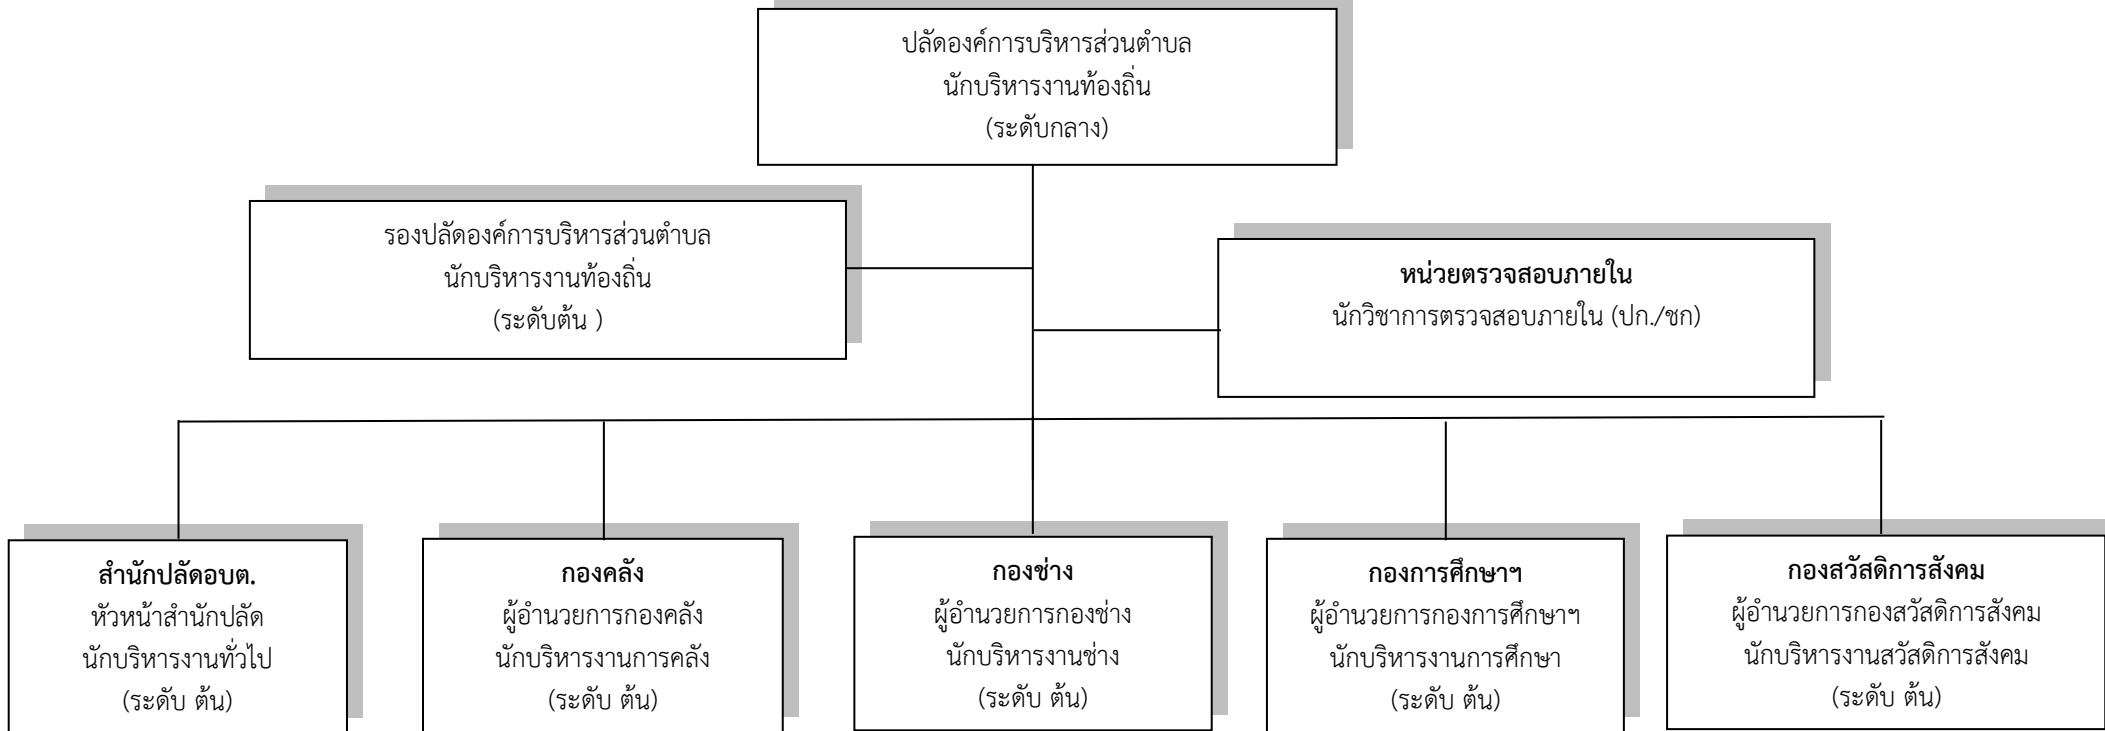 ปลัดองค์การบริหารส่วนตำบล
นักบริหารงานท้องถิ่น
(ระดับกลาง)
รองปลัดองค์การบริหารส่วนตำบล
นักบริหารงานท้องถิ่น
(ระดับต้น )
หน่วยตรวจสอบภายใน
นักวิชาการตรวจสอบภายใน (ปก./ชก)
สำนักปลัดอบต.
หัวหน้าสำนักปลัด
นักบริหารงานทั่วไป
(ระดับ ต้น)
กองคลัง
ผู้อำนวยการกองคลัง
นักบริหารงานการคลัง
(ระดับ ต้น)
กองช่าง
ผู้อำนวยการกองช่าง
นักบริหารงานช่าง
(ระดับ ต้น)
กองการศึกษาฯ
ผู้อำนวยการกองการศึกษาฯ
นักบริหารงานการศึกษา
(ระดับ ต้น)
กองสวัสดิการสังคม
ผู้อำนวยการกองสวัสดิการสังคม
นักบริหารงานสวัสดิการสังคม
(ระดับ ต้น)